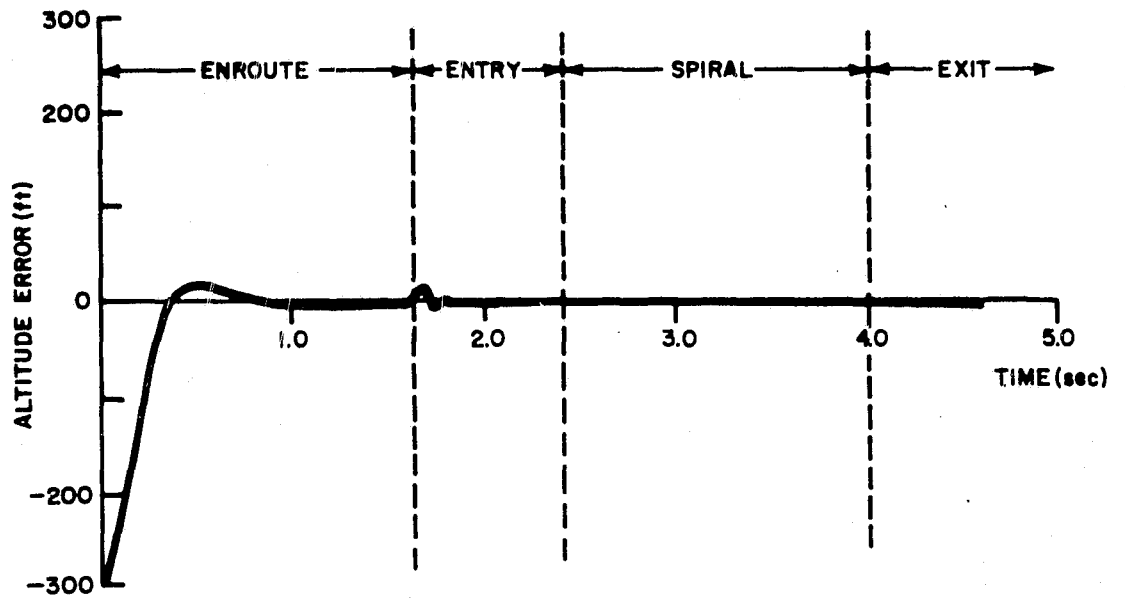 300
ENROUTE ENTRY SPIRAL EXIT
200
ALTITUDE ERROR (ft)
0
1.0 2.0 3.0 4.0 5.0
TIME (sec)
-200
-300